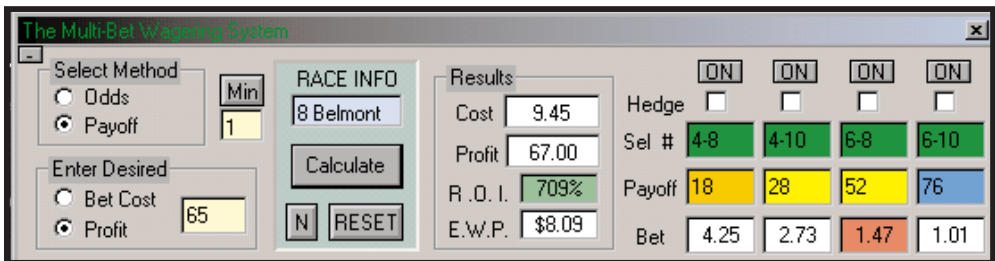 The Multi-Bet Wagering System
x
-
Select Method
Odds
Payoff
Min
1
Enter Desired
Bet Cost
Profit
65
RACE INFO
8 Belmont
Calculate
N RESET
Results
Cost 9.45
Profit 67.00
R.O.I. 709%
E.W.P. $8.09
ON ON ON ON
Hedge
Sel # 4-8 4-10 6-8 6-10
Payoff 18 28 52 76
Bet 4.25 2.73 1.47 1.01